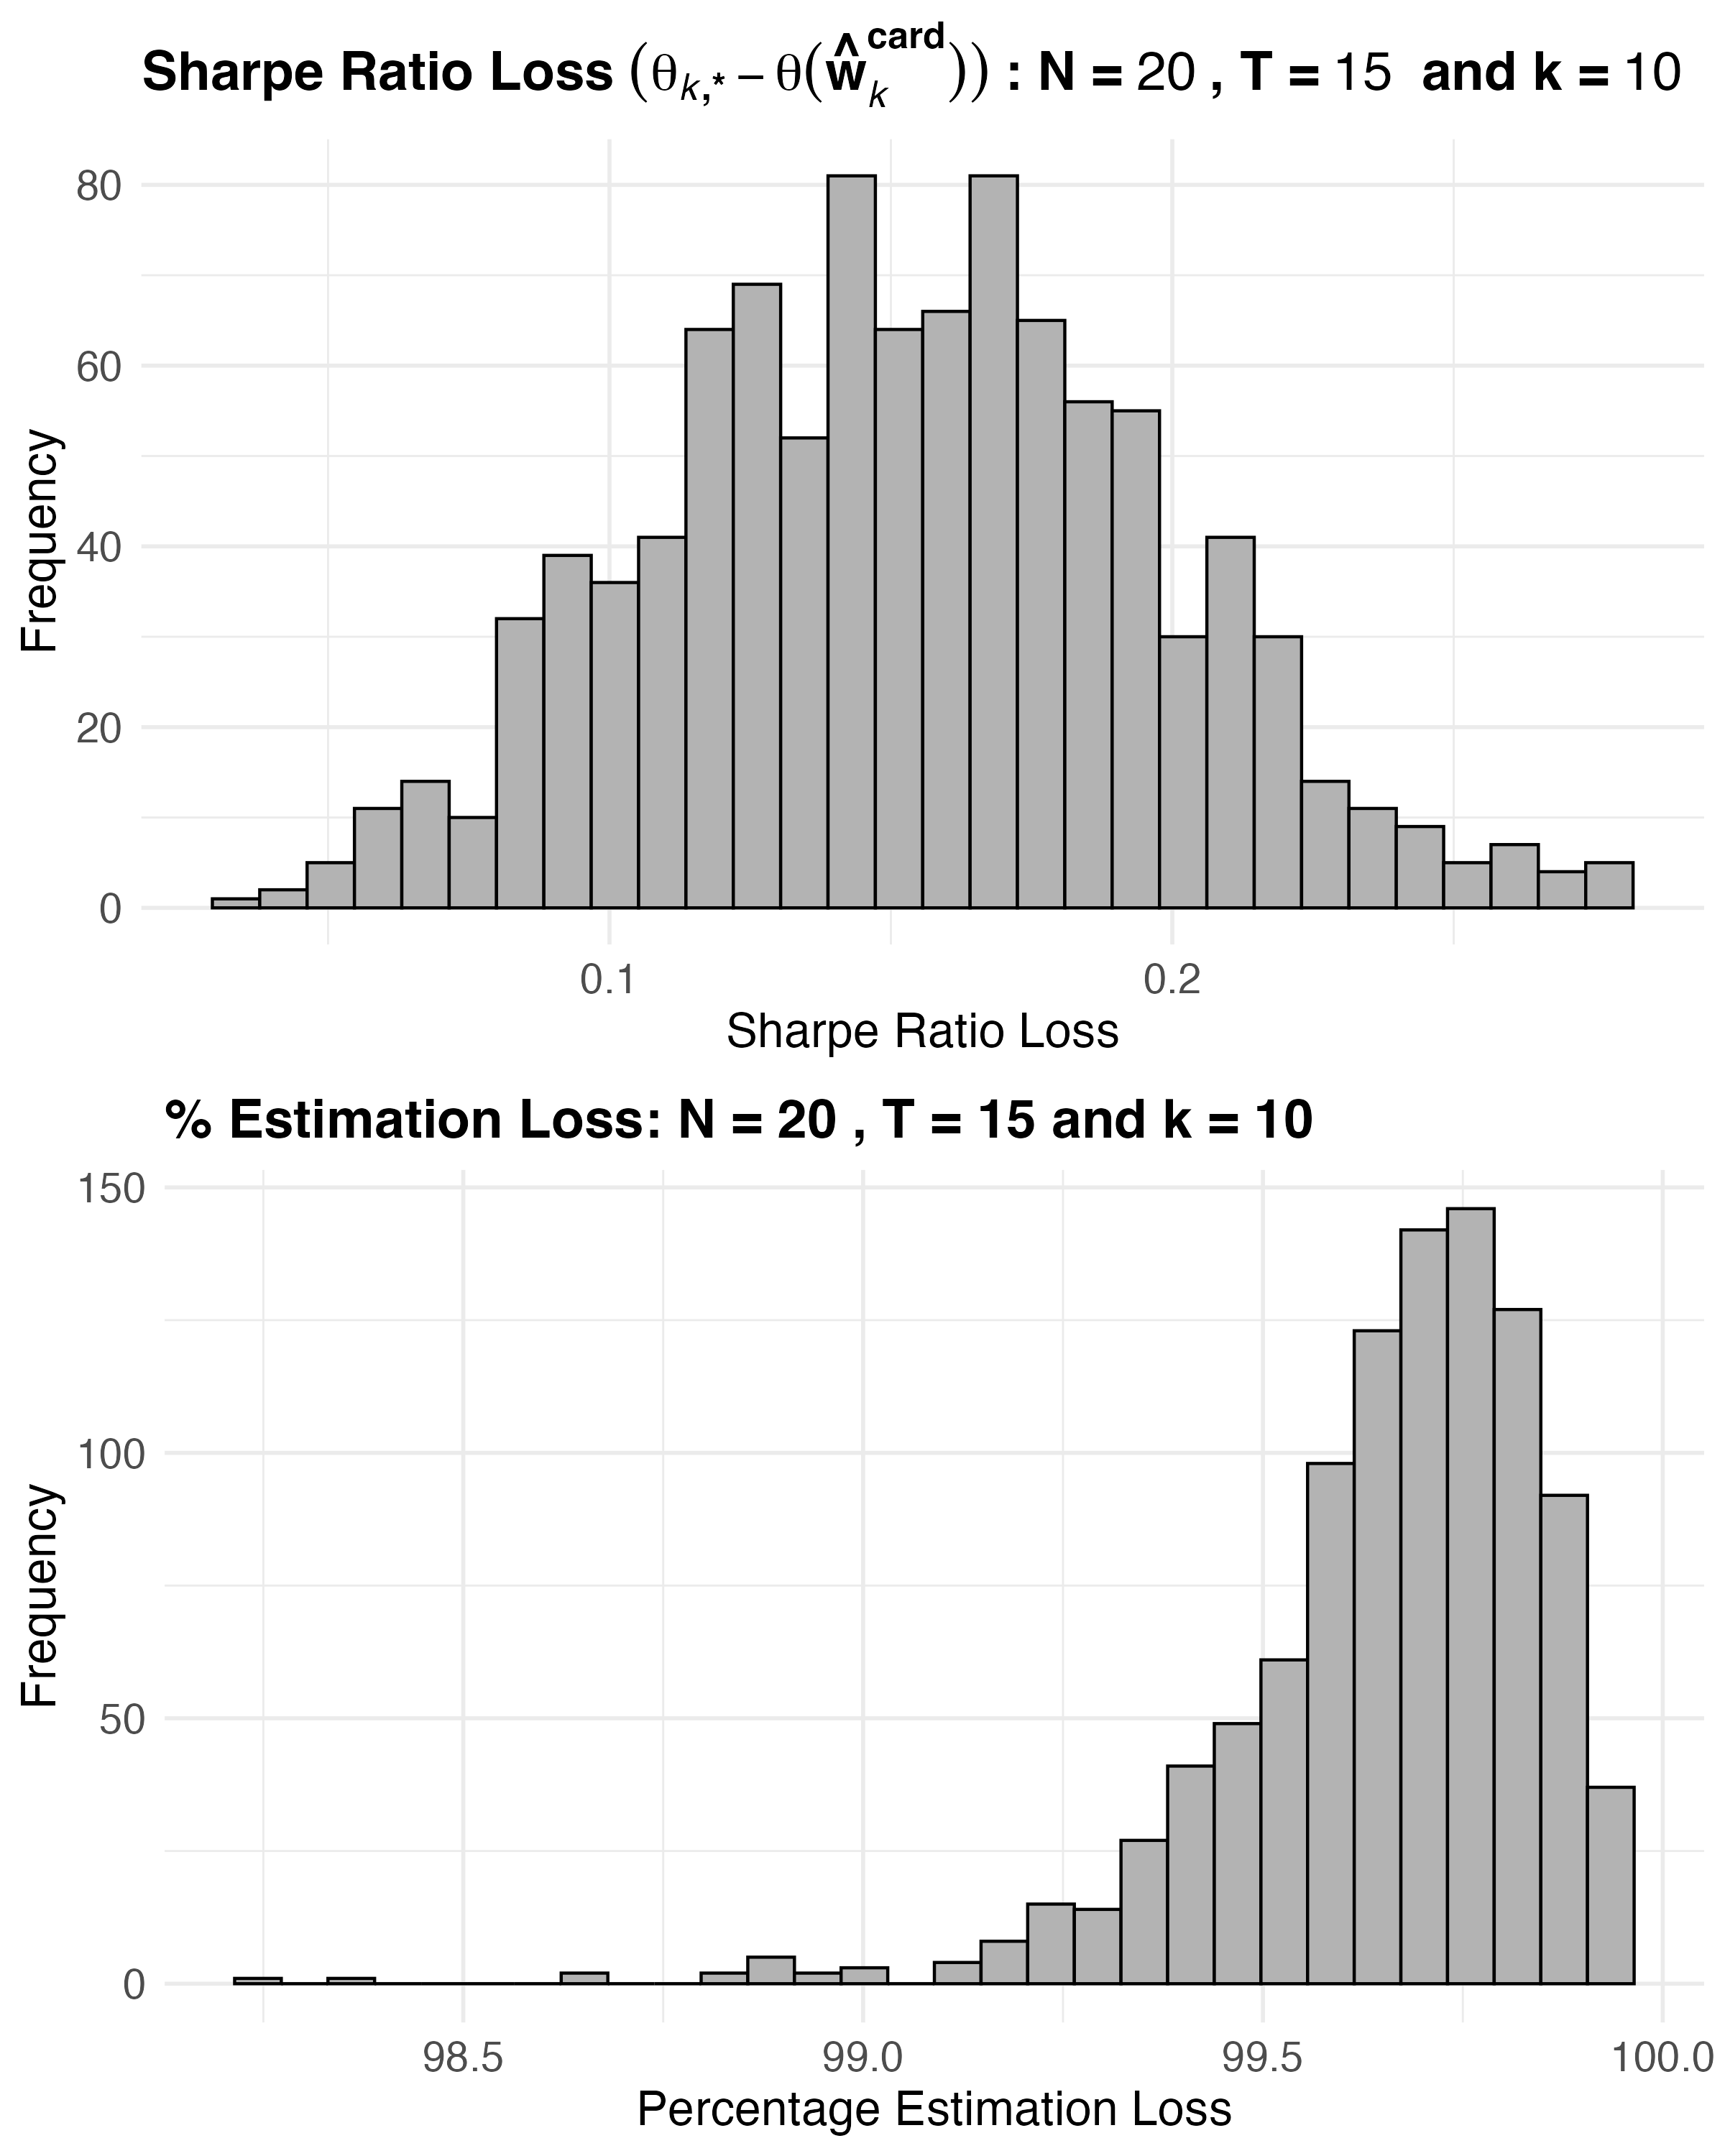 Sharpe Ratio Loss (θk,* − θ(ŵk^card)) : N = 20 , T = 15 and k = 10
80
60
40
20
0
Frequency
0.1 0.2
Sharpe Ratio Loss
% Estimation Loss: N = 20 , T = 15 and k = 10
150
100
50
0
Frequency
98.5 99.0 99.5 100.0
Percentage Estimation Loss